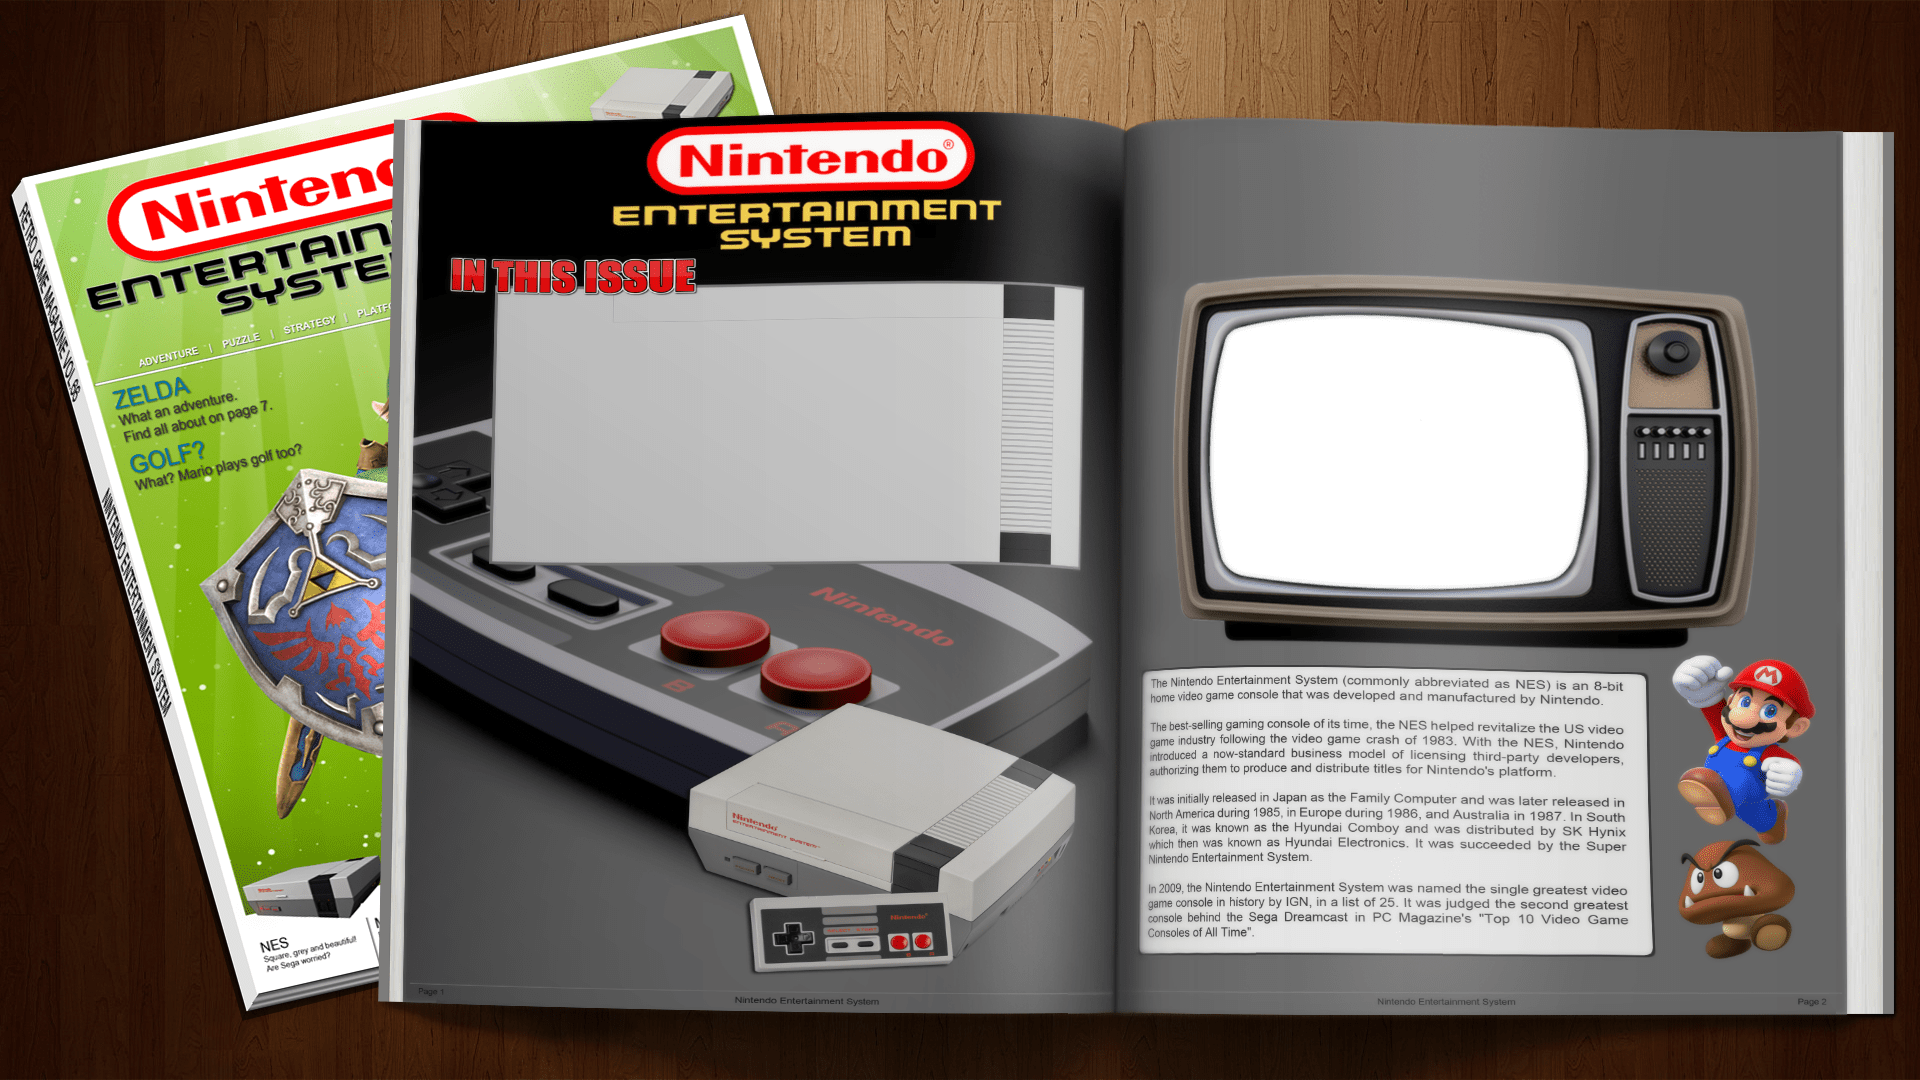 Ninten
ENTERTAIN
SYSTE
ADVENTURE | PUZZLE | STRATEGY |
ZELDA
What an adventure.
Find all about on page 7.
GOLF?
What? Mario plays golf too?
NES
Square, grey and beautiful!
Are Sega worried?
RETRO GAME MAGAZINE VOL.98
NINTENDO ENTERTAINMENT SYSTEM
Nintendo®
ENTERTAINMENT
SYSTEM
IN THIS ISSUE
Nintendo
B
A
Nintendo
ENTERTAINMENT SYSTEM
Nintendo
Page 1
Nintendo Entertainment System
The Nintendo Entertainment System (commonly abbreviated as NES) is an 8-bit
home video game console that was developed and manufactured by Nintendo.
The best-selling gaming console of its time, the NES helped revitalize the US video
game industry following the video game crash of 1983. With the NES, Nintendo
introduced a now-standard business model of licensing third-party developers,
authorizing them to produce and distribute titles for Nintendo's platform.
It was initially released in Japan as the Family Computer and was later released in
North America during 1985, in Europe during 1986, and Australia in 1987. In South
Korea, it was known as the Hyundai Comboy and was distributed by SK Hynix
which then was known as Hyundai Electronics. It was succeeded by the Super
Nintendo Entertainment System.
In 2009, the Nintendo Entertainment System was named the single greatest video
game console in history by IGN, in a list of 25. It was judged the second greatest
console behind the Sega Dreamcast in PC Magazine's "Top 10 Video Game
Consoles of All Time".
M
Nintendo Entertainment System
Page 2